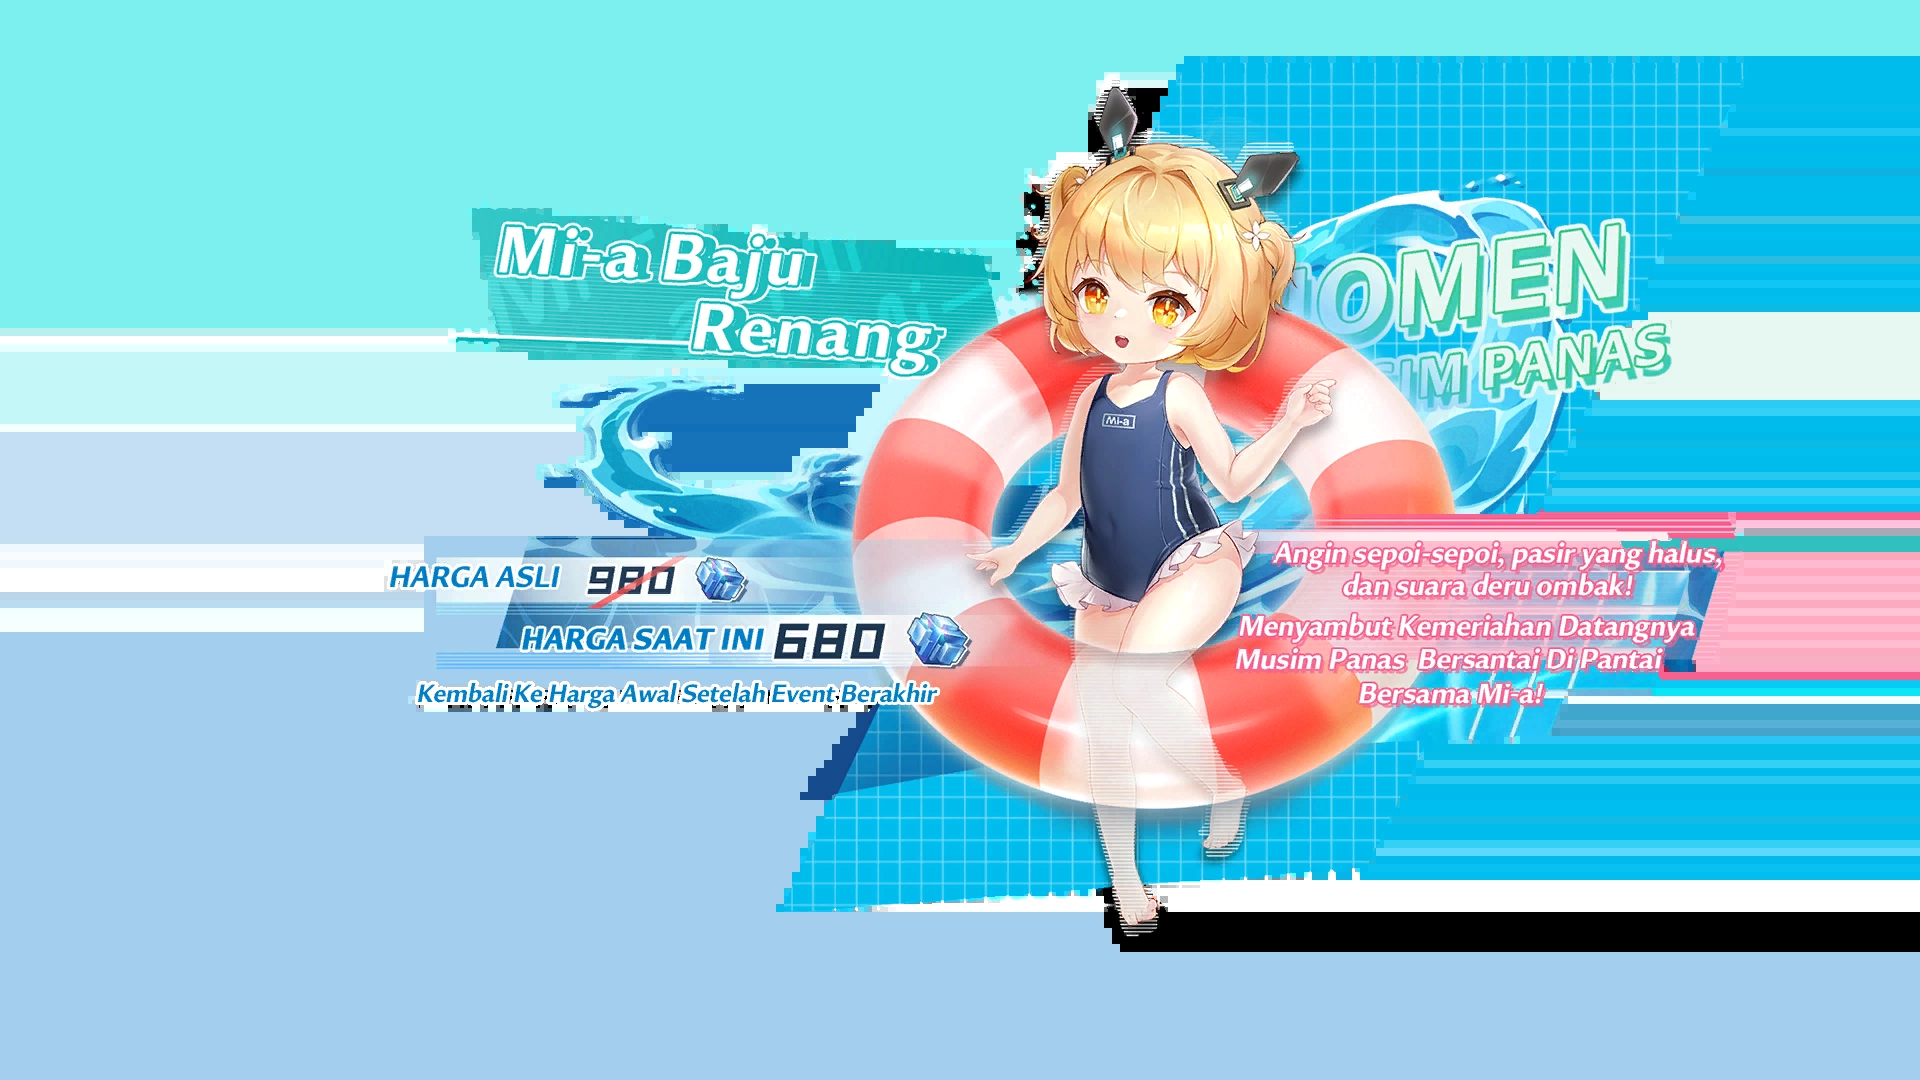 Mi-a Baju
Renang
OMEN
IM PANAS
Mi-a
HARGA ASLI 980
HARGA SAAT INI 680
Kembali Ke Harga Awal Setelah Event Berakhir
Angin sepoi-sepoi, pasir yang halus,
dan suara deru ombak!
Menyambut Kemeriahan Datangnya
Musim Panas Bersantai Di Pantai
Bersama Mi-a!